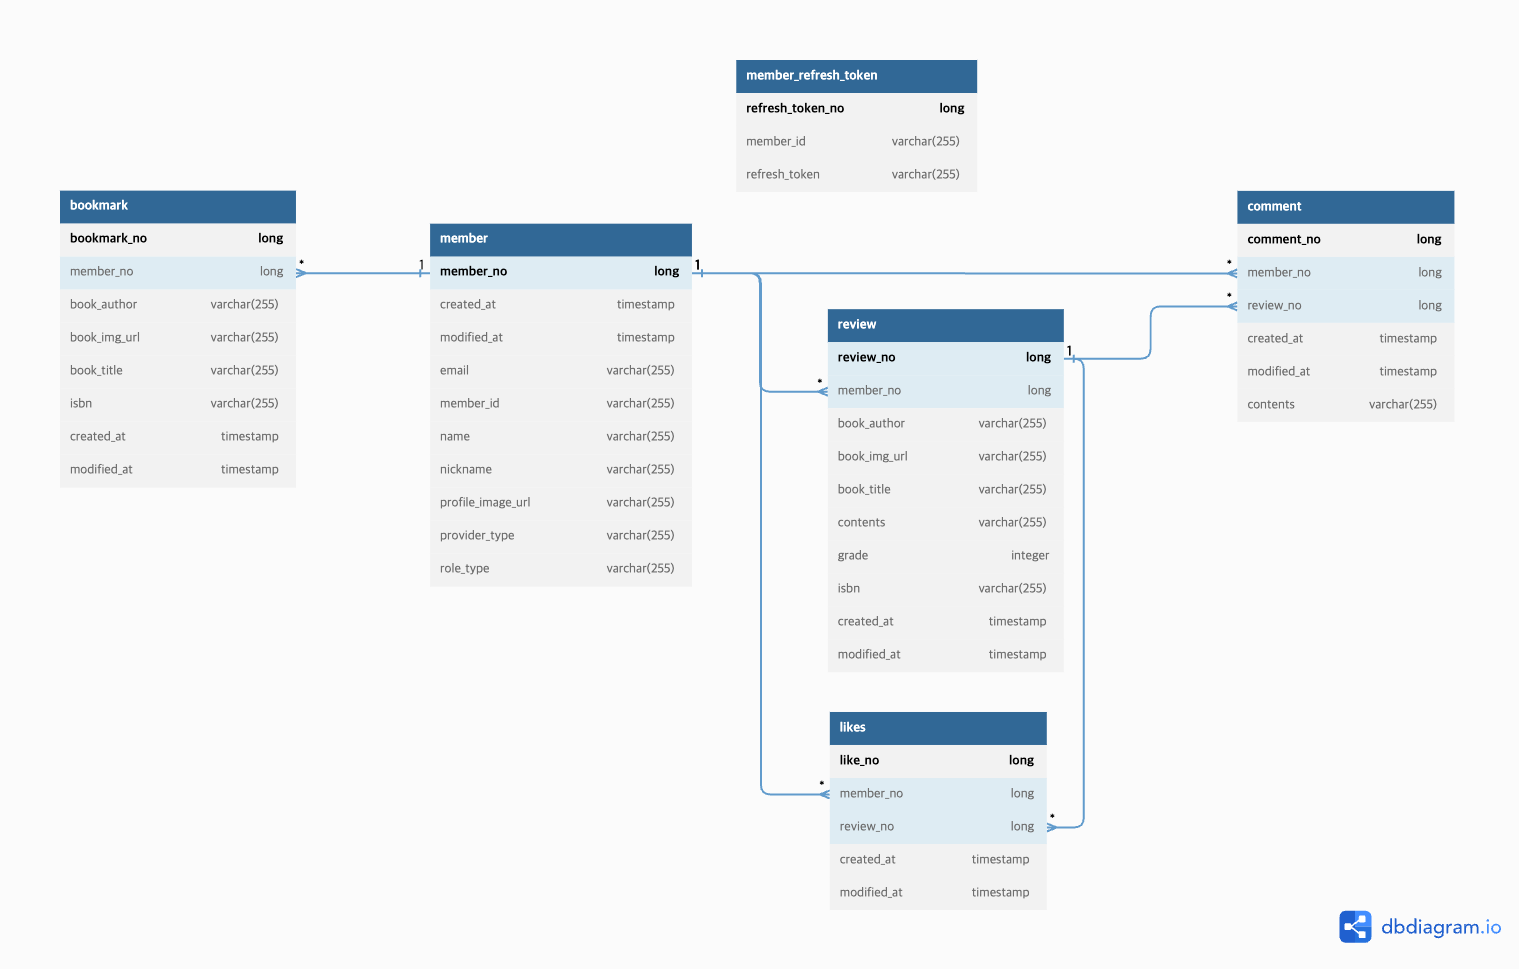 member_refresh_token
refresh_token_no long
member_id varchar(255)
refresh_token varchar(255)
bookmark
bookmark_no long
member_no long
book_author varchar(255)
book_img_url varchar(255)
book_title varchar(255)
isbn varchar(255)
created_at timestamp
modified_at timestamp
* 1
member
member_no long
created_at timestamp
modified_at timestamp
email varchar(255)
member_id varchar(255)
name varchar(255)
nickname varchar(255)
profile_image_url varchar(255)
provider_type varchar(255)
role_type varchar(255)
1
*
review
review_no long
member_no long
book_author varchar(255)
book_img_url varchar(255)
book_title varchar(255)
contents varchar(255)
grade integer
isbn varchar(255)
created_at timestamp
modified_at timestamp
1
*
*
comment
comment_no long
member_no long
review_no long
created_at timestamp
modified_at timestamp
contents varchar(255)
*
likes
like_no long
member_no long
review_no long
created_at timestamp
modified_at timestamp
*
dbdiagram.io